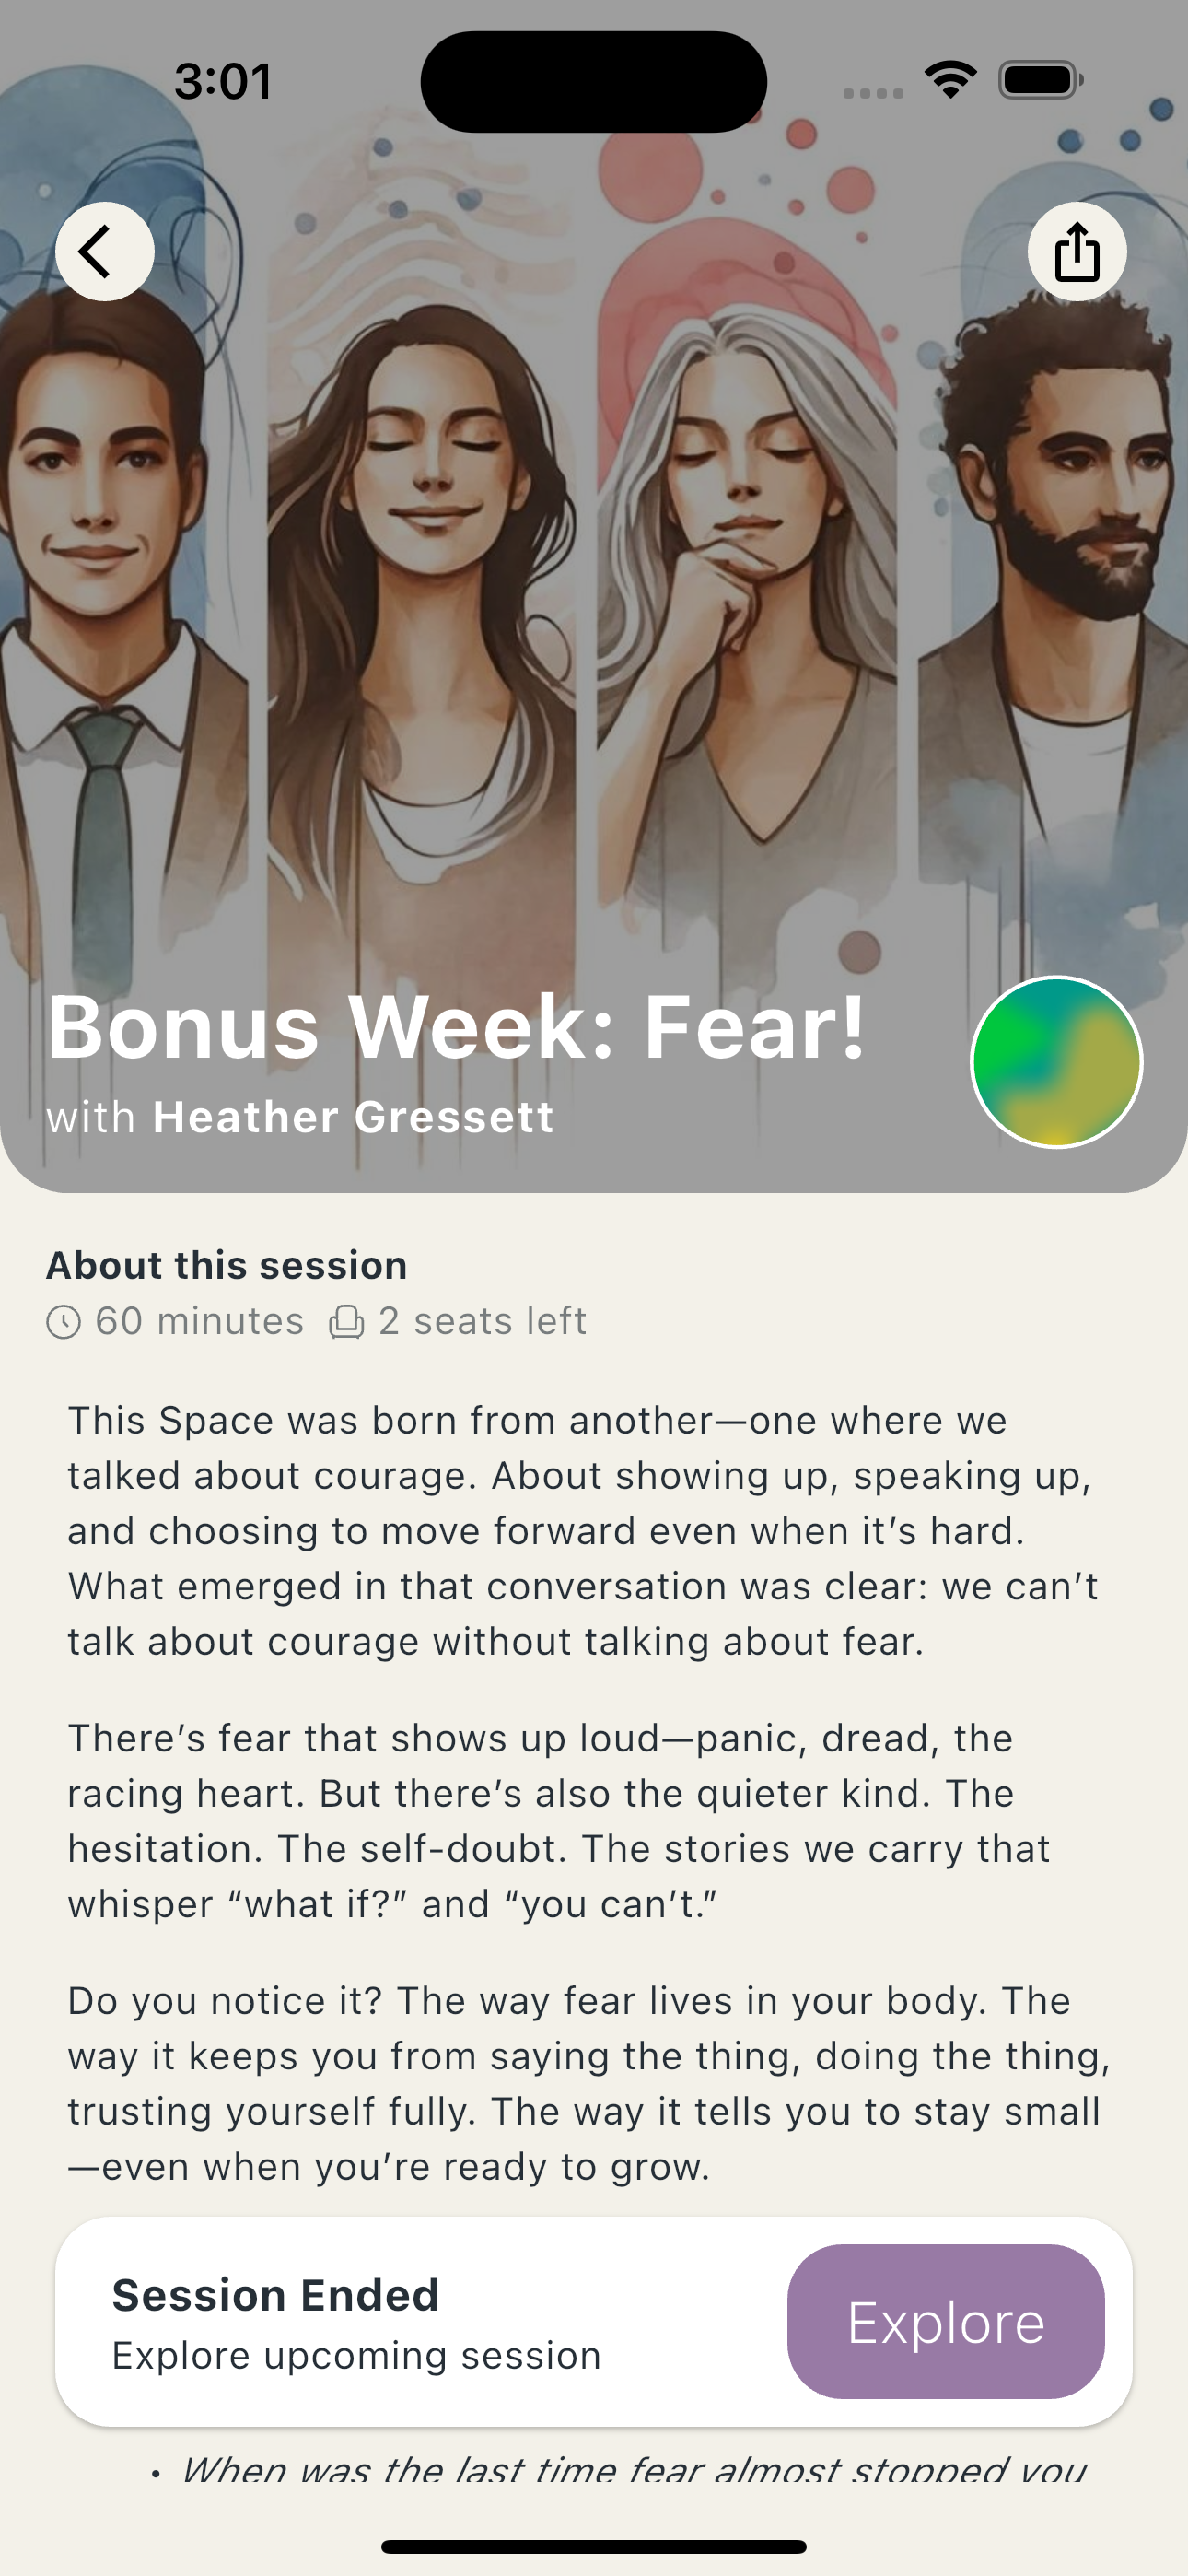 3:01
Bonus Week: Fear!
with Heather Gressett
About this session
60 minutes 2 seats left
This Space was born from another—one where we
talked about courage. About showing up, speaking up,
and choosing to move forward even when it’s hard.
What emerged in that conversation was clear: we can’t
talk about courage without talking about fear.
There’s fear that shows up loud—panic, dread, the
racing heart. But there’s also the quieter kind. The
hesitation. The self-doubt. The stories we carry that
whisper “what if?” and “you can’t.”
Do you notice it? The way fear lives in your body. The
way it keeps you from saying the thing, doing the thing,
trusting yourself fully. The way it tells you to stay small
—even when you’re ready to grow.
Session Ended
Explore upcoming session
Explore
• When was the last time fear almost stopped you